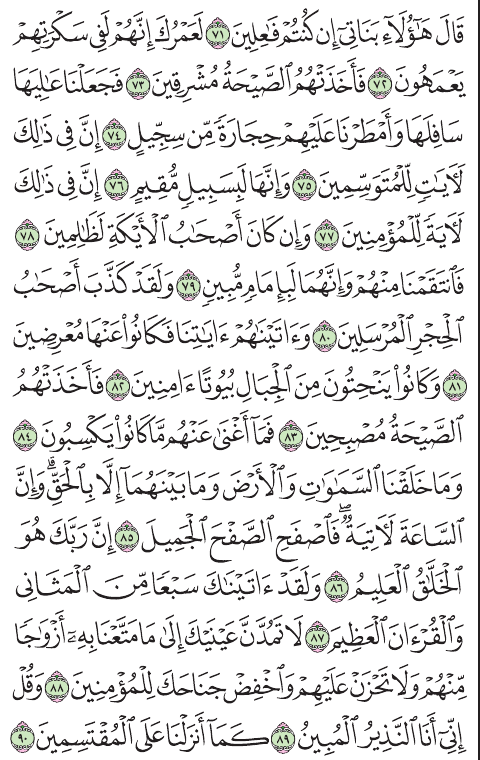 قَالَ هَٰٓؤُلَآءِ بَنَاتِىٓ إِن كُنتُمْ فَٰعِلِينَ ٧١ لَعَمْرُكَ إِنَّهُمْ لَفِى سَكْرَتِهِمْ
يَعْمَهُونَ ٧٢ فَأَخَذَتْهُمُ ٱلصَّيْحَةُ مُشْرِقِينَ ٧٣ فَجَعَلْنَا عَٰلِيَهَا
سَافِلَهَا وَأَمْطَرْنَا عَلَيْهِمْ حِجَارَةً مِّن سِجِّيلٍ ٧٤ إِنَّ فِى ذَٰلِكَ
لَءَايَٰتٍ لِّلْمُتَوَسِّمِينَ ٧٥ وَإِنَّهَا لَبِسَبِيلٍ مُّقِيمٍ ٧٦ إِنَّ فِى ذَٰلِكَ
لَءَايَةً لِّلْمُؤْمِنِينَ ٧٧ وَإِن كَانَ أَصْحَٰبُ ٱلْأَيْكَةِ لَظَٰلِمِينَ ٧٨
فَٱنتَقَمْنَا مِنْهُمْ وَإِنَّهُمَا لَبِإِمَامٍ مُّبِينٍ ٧٩ وَلَقَدْ كَذَّبَ أَصْحَٰبُ
ٱلْحِجْرِ ٱلْمُرْسَلِينَ ٨٠ وَءَاتَيْنَٰهُمْ ءَايَٰتِنَا فَكَانُوا۟ عَنْهَا مُعْرِضِينَ
٨١ وَكَانُوا۟ يَنْحِتُونَ مِنَ ٱلْجِبَالِ بُيُوتًا ءَامِنِينَ ٨٢ فَأَخَذَتْهُمُ
ٱلصَّيْحَةُ مُصْبِحِينَ ٨٣ فَمَآ أَغْنَىٰ عَنْهُم مَّا كَانُوا۟ يَكْسِبُونَ ٨٤
وَمَا خَلَقْنَا ٱلسَّمَٰوَٰتِ وَٱلْأَرْضَ وَمَا بَيْنَهُمَآ إِلَّا بِٱلْحَقِّ ۗ وَإِنَّ
ٱلسَّاعَةَ لَءَاتِيَةٌ ۖ فَٱصْفَحِ ٱلصَّفْحَ ٱلْجَمِيلَ ٨٥ إِنَّ رَبَّكَ هُوَ
ٱلْخَلَّٰقُ ٱلْعَلِيمُ ٨٦ وَلَقَدْ ءَاتَيْنَٰكَ سَبْعًا مِّنَ ٱلْمَثَانِى
وَٱلْقُرْءَانَ ٱلْعَظِيمَ ٨٧ لَا تَمُدَّنَّ عَيْنَيْكَ إِلَىٰ مَا مَتَّعْنَا بِهِۦٓ أَزْوَٰجًا
مِّنْهُمْ وَلَا تَحْزَنْ عَلَيْهِمْ وَٱخْفِضْ جَنَاحَكَ لِلْمُؤْمِنِينَ ٨٨ وَقُلْ
إِنِّىٓ أَنَا ٱلنَّذِيرُ ٱلْمُبِينُ ٨٩ كَمَآ أَنزَلْنَا عَلَى ٱلْمُقْتَسِمِينَ ٩٠